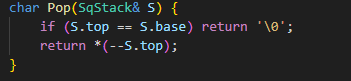 char Pop(SqStack& S) {
    if (S.top == S.base) return '\0';
    return *(--S.top);
}